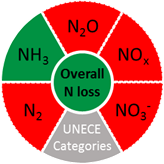 N₂O
NH₃
NOₓ
Overall
N loss
N₂
NO₃⁻
UNECE
Categories